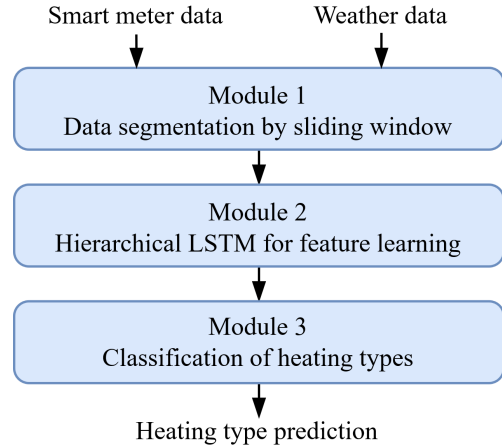 Smart meter data
Weather data
Module 1
Data segmentation by sliding window
Module 2
Hierarchical LSTM for feature learning
Module 3
Classification of heating types
Heating type prediction